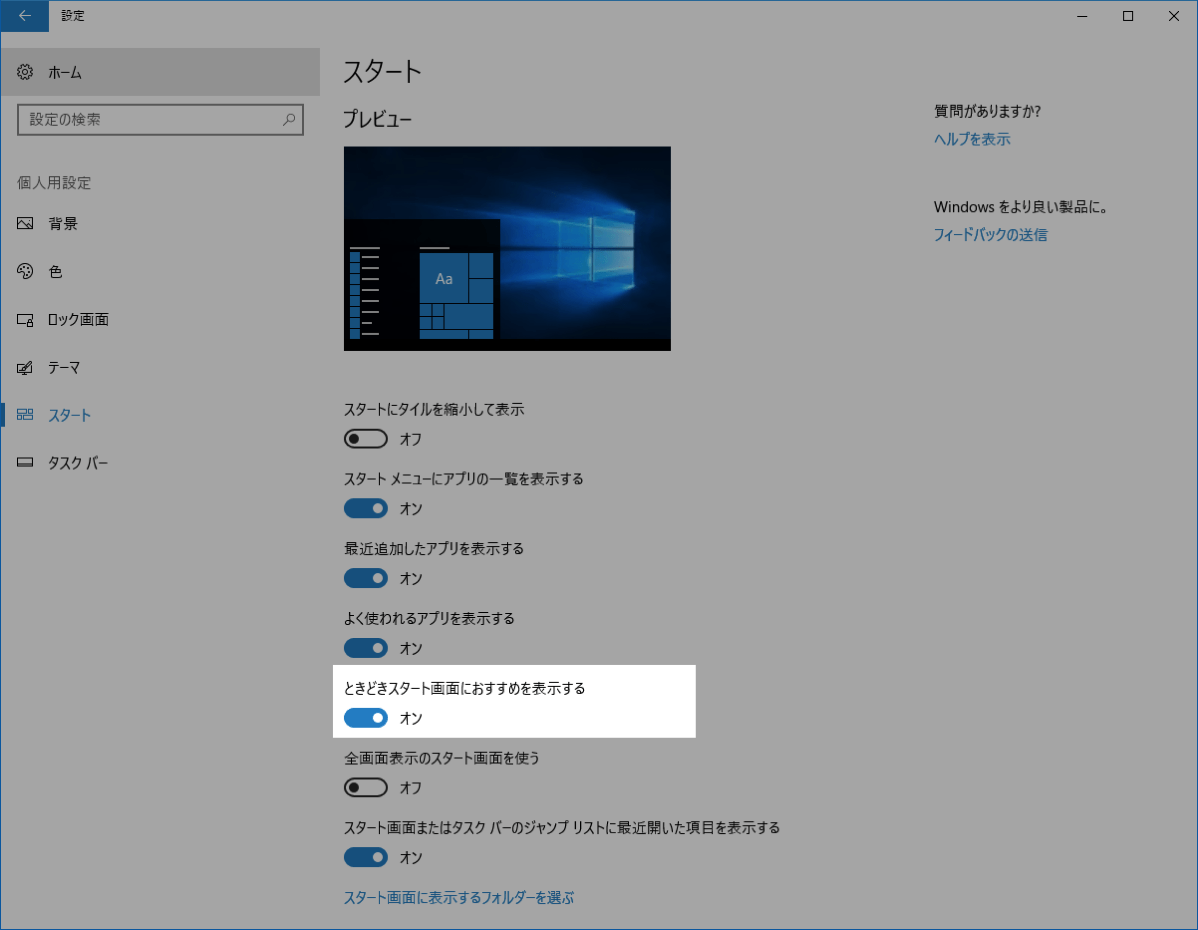 設定
ホーム
設定の検索
個人用設定
背景
色
ロック画面
テーマ
スタート
タスク バー
スタート
プレビュー
Aa
スタートにタイルを縮小して表示
オフ
スタート メニューにアプリの一覧を表示する
オン
最近追加したアプリを表示する
オン
よく使われるアプリを表示する
オン
ときどきスタート画面におすすめを表示する
オン
全画面表示のスタート画面を使う
オフ
スタート画面またはタスク バーのジャンプ リストに最近開いた項目を表示する
オン
スタート画面に表示するフォルダーを選ぶ
質問がありますか?
ヘルプを表示
Windows をより良い製品に。
フィードバックの送信